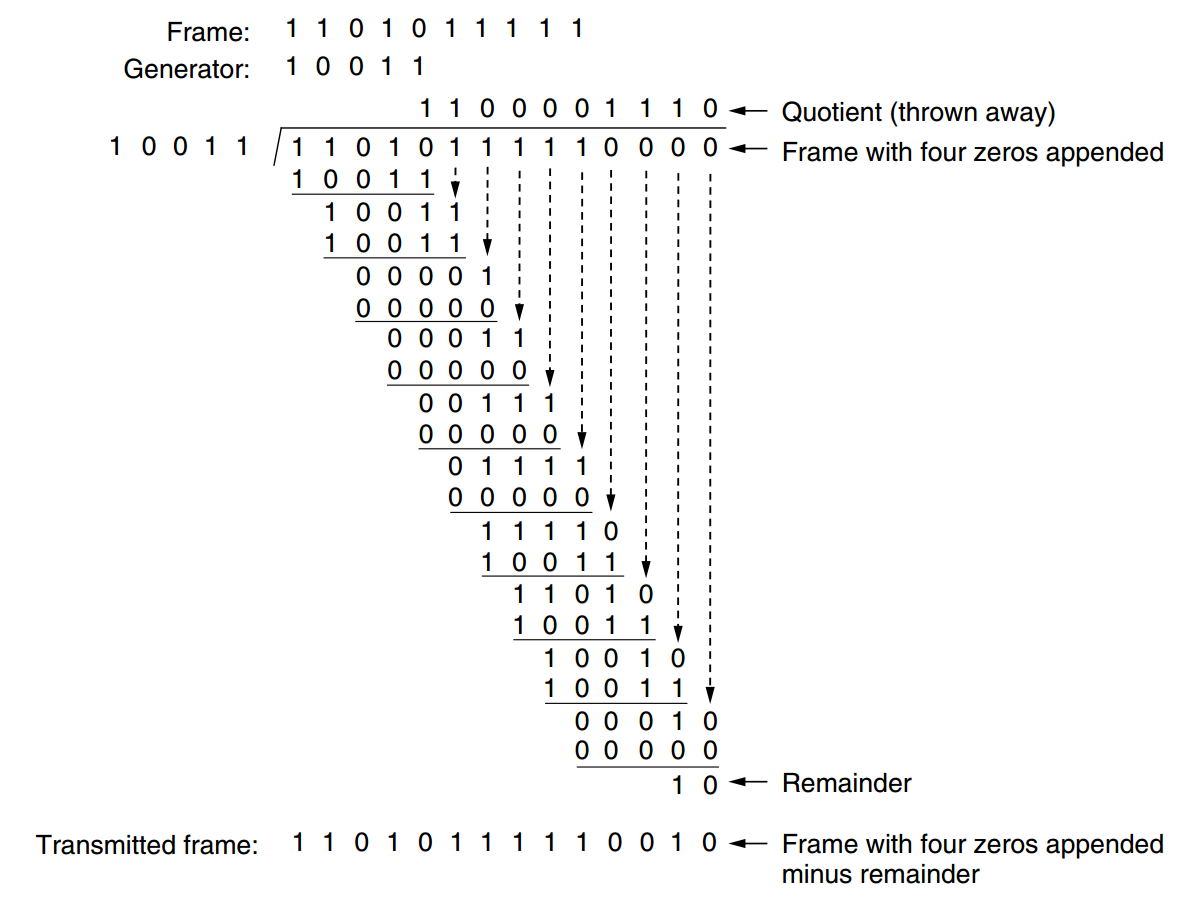 Frame: 1 1 0 1 0 1 1 1 1 1
Generator: 1 0 0 1 1
1 1 0 0 0 0 1 1 1 0 Quotient (thrown away)
1 0 0 1 1 1 1 0 1 0 1 1 1 1 1 0 0 0 0 Frame with four zeros appended
1 0 0 1 1
1 0 0 1 1
1 0 0 1 1
0 0 0 0 1
0 0 0 0 0
0 0 0 1 1
0 0 0 0 0
0 0 1 1 1
0 0 0 0 0
0 1 1 1 1
0 0 0 0 0
1 1 1 1 0
1 0 0 1 1
1 1 0 1 0
1 0 0 1 1
1 0 0 1 0
1 0 0 1 1
0 0 0 1 0
0 0 0 0 0
1 0 Remainder
Transmitted frame: 1 1 0 1 0 1 1 1 1 1 0 0 1 0 Frame with four zeros appended
minus remainder